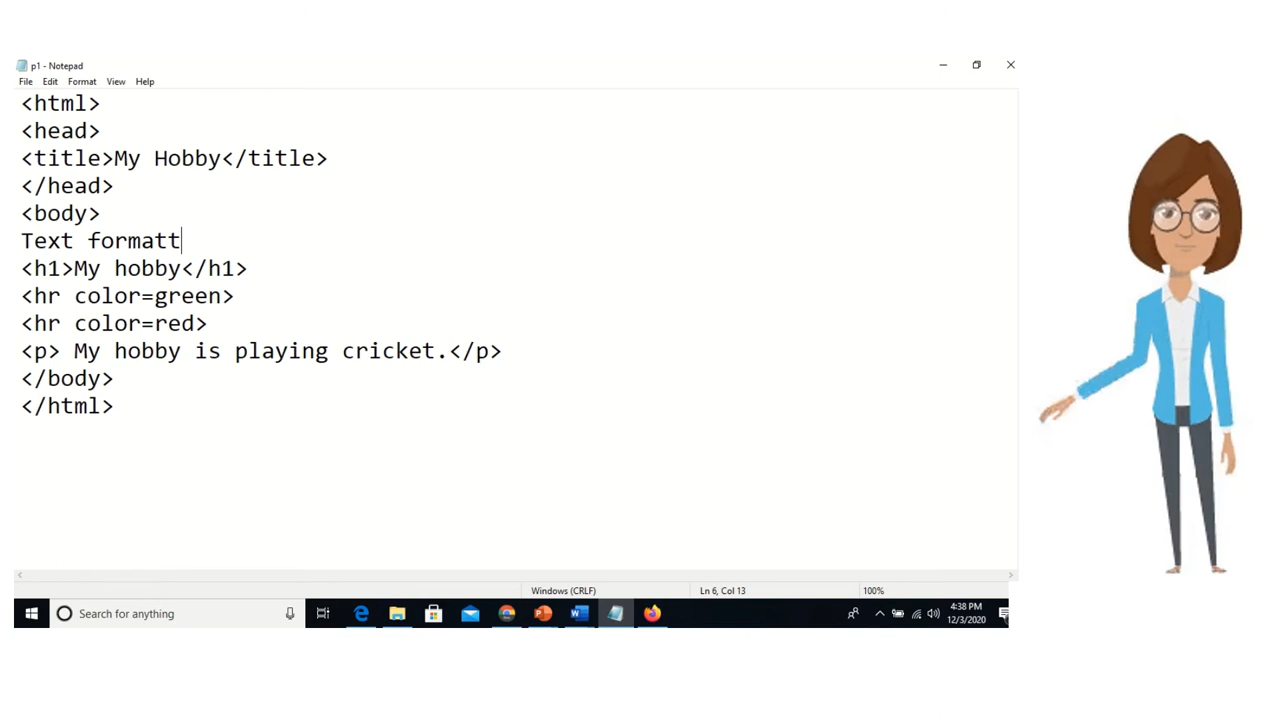 p1 - Notepad
File Edit Format View Help
<html>
<head>
<title>My Hobby</title>
</head>
<body>
Text formatt
<h1>My hobby</h1>
<hr color=green>
<hr color=red>
<p> My hobby is playing cricket.</p>
</body>
</html>
Windows (CRLF) Ln 6, Col 13 100%
Search for anything
4:38 PM
12/3/2020